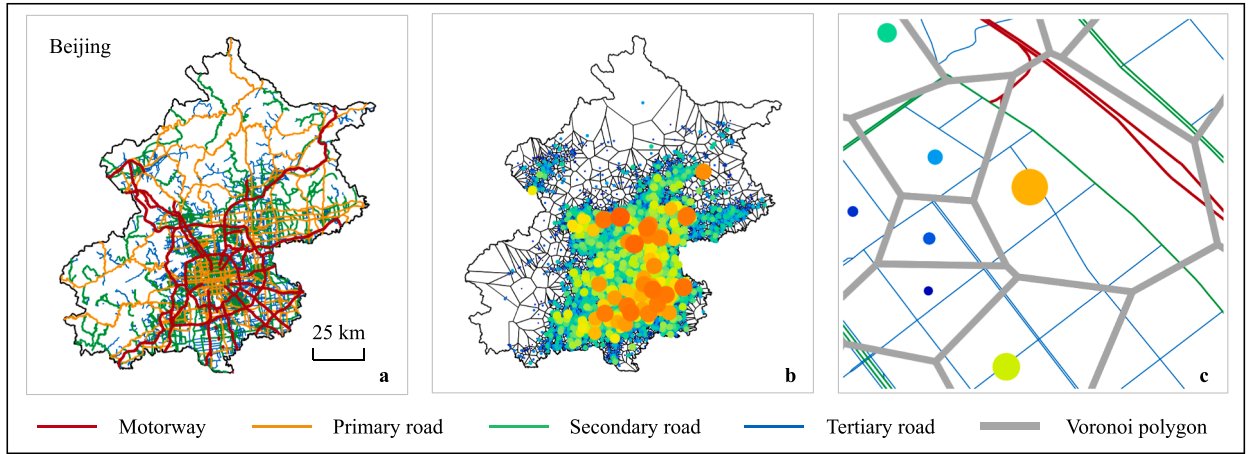 Beijing
25 km
a
b
c
Motorway
Primary road
Secondary road
Tertiary road
Voronoi polygon